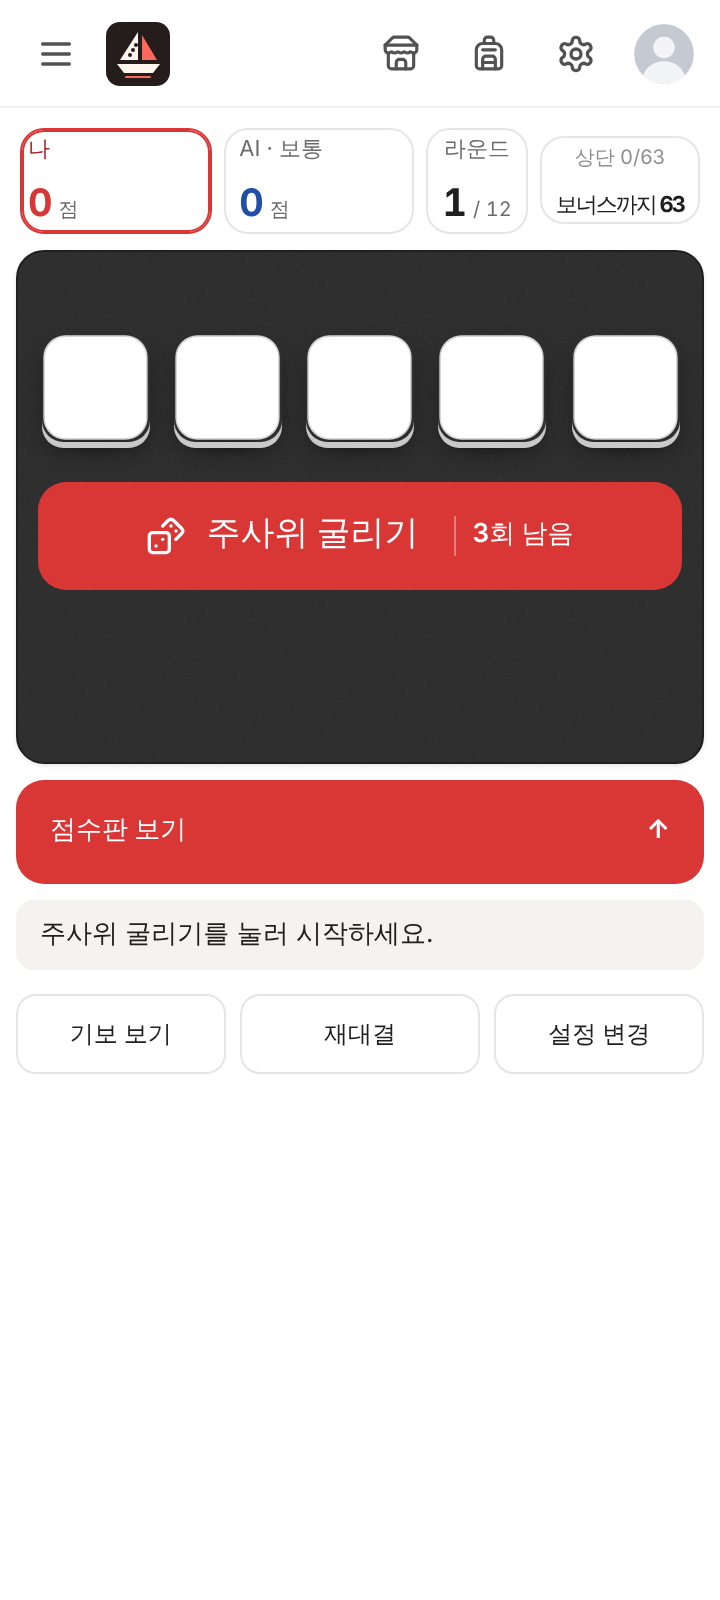 나
0 점
AI · 보통
0 점
라운드
1 / 12
상단 0/63
보너스까지 63
주사위 굴리기
3회 남음
점수판 보기
주사위 굴리기를 눌러 시작하세요.
기보 보기
재대결
설정 변경